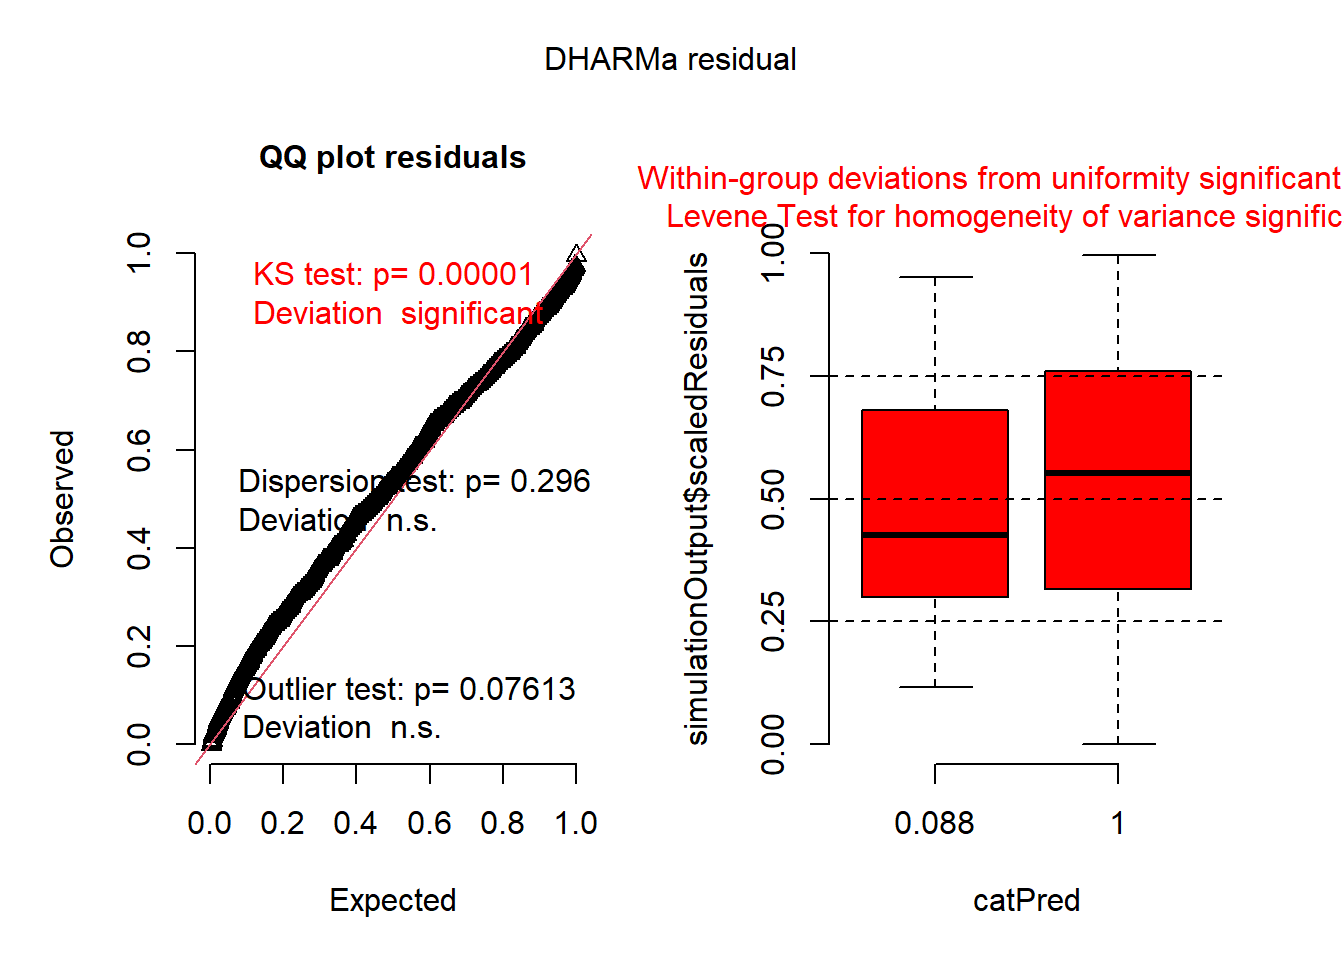 DHARMa residual
QQ plot residuals
KS test: p= 0.00001
Deviation  significant
Dispersion test: p= 0.296
Deviation  n.s.
Outlier test: p= 0.07613
Deviation  n.s.
Observed
0.0 0.2 0.4 0.6 0.8 1.0
0.0 0.2 0.4 0.6 0.8 1.0
Expected
Within-group deviations from uniformity significant
Levene Test for homogeneity of variance signific
simulationOutput$scaledResiduals
0.00 0.25 0.50 0.75 1.00
0.088 1
catPred